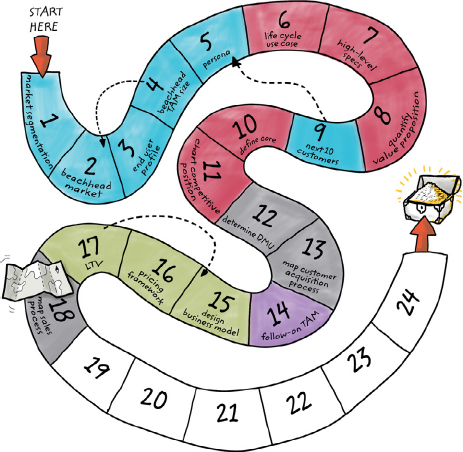 START
HERE
1
market segmentation
2
beachhead
market
3
end user
profile
4
beachhead
TAM size
5
persona
6
life cycle
use case
7
high-level
specs
8
quantify
value proposition
9
next 10
customers
10
define core
11
chart competitive
position
12
determine DMU
13
map customer
acquisition
process
14
follow-on TAM
15
design
business model
16
pricing
framework
17
LTV
18
map sales
process
19
20
21
22
23
24